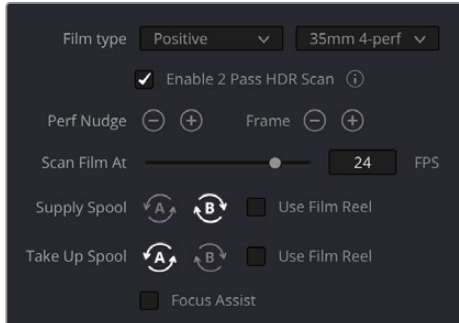 Film type Positive 35mm 4-perf
Enable 2 Pass HDR Scan i
Perf Nudge Frame
Scan Film At 24 FPS
Supply Spool A B Use Film Reel
Take Up Spool A B Use Film Reel
Focus Assist